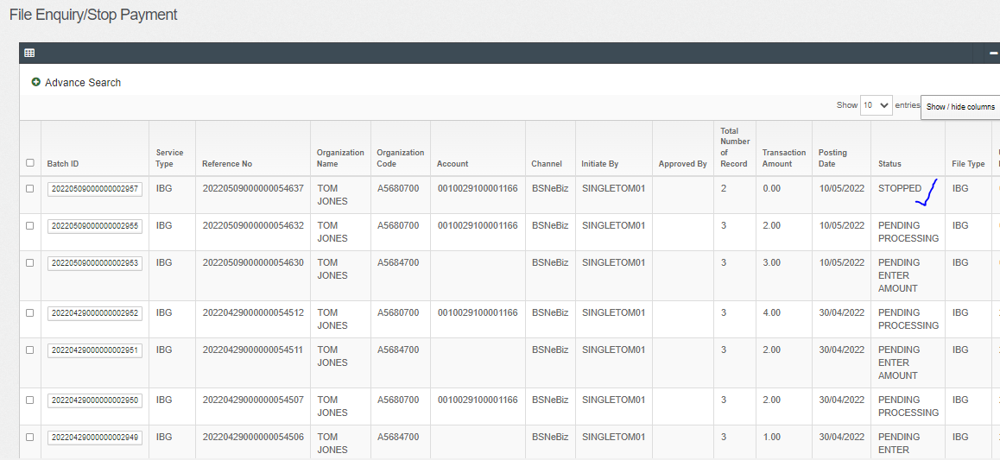 File Enquiry/Stop Payment
Advance Search
Show 10 entries Show / hide columns
Batch ID Service Type Reference No Organization Name Organization Code Account Channel Initiate By Approved By Total Number of Record Transaction Amount Posting Date Status File Type
20220509000000002957 IBG 20220509000000054637 TOM JONES A5680700 0010029100001166 BSNeBiz SINGLETOM01 2 0.00 10/05/2022 STOPPED IBG
20220509000000002955 IBG 20220509000000054632 TOM JONES A5680700 0010029100001166 BSNeBiz SINGLETOM01 3 2.00 10/05/2022 PENDING PROCESSING IBG
20220509000000002953 IBG 20220509000000054630 TOM JONES A5684700 BSNeBiz SINGLETOM01 3 3.00 10/05/2022 PENDING ENTER AMOUNT IBG
20220429000000002952 IBG 20220429000000054512 TOM JONES A5680700 0010029100001166 BSNeBiz SINGLETOM01 3 4.00 30/04/2022 PENDING PROCESSING IBG
20220429000000002951 IBG 20220429000000054511 TOM JONES A5684700 BSNeBiz SINGLETOM01 3 2.00 30/04/2022 PENDING ENTER AMOUNT IBG
20220429000000002950 IBG 20220429000000054507 TOM JONES A5680700 0010029100001166 BSNeBiz SINGLETOM01 3 2.00 30/04/2022 PENDING PROCESSING IBG
20220429000000002949 IBG 20220429000000054506 TOM JONES A5684700 BSNeBiz SINGLETOM01 3 1.00 30/04/2022 PENDING ENTER IBG